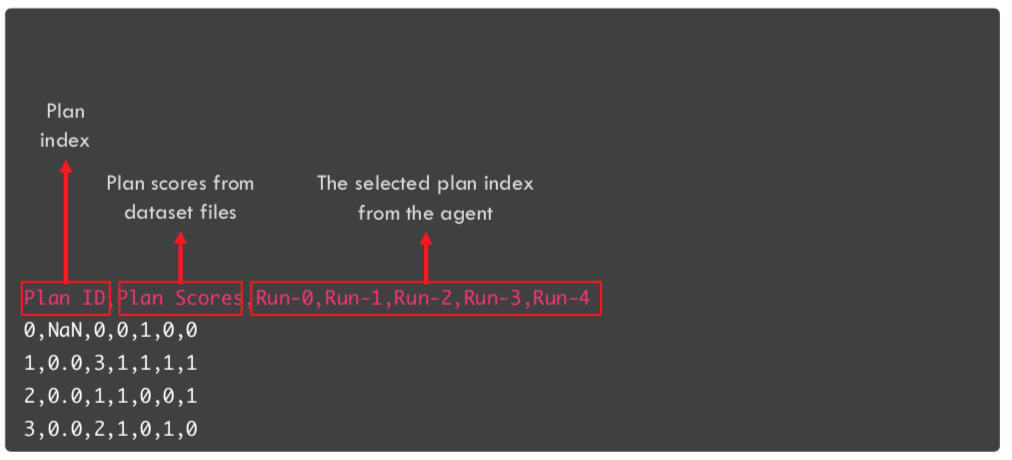 Plan
index
Plan scores from
dataset files
The selected plan index
from the agent
Plan ID,Plan Scores,Run-0,Run-1,Run-2,Run-3,Run-4
0,NaN,0,0,1,0,0
1,0.0,3,1,1,1,1
2,0.0,1,1,0,0,1
3,0.0,2,1,0,1,0